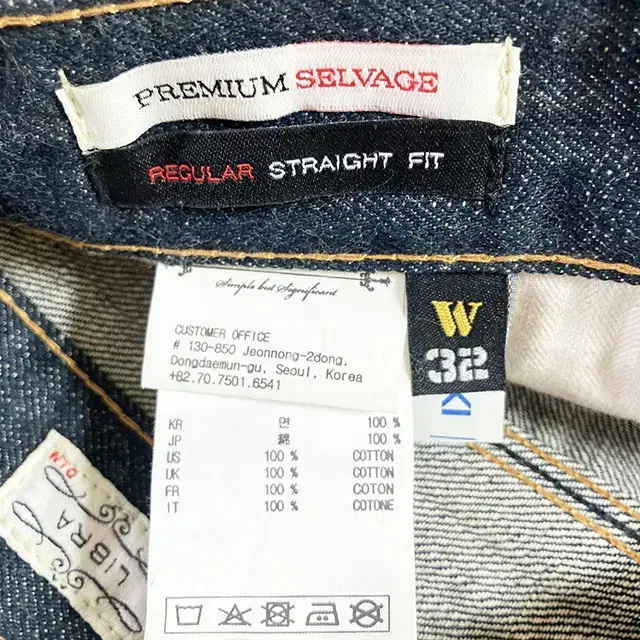 PREMIUM SELVAGE
REGULAR STRAIGHT FIT
Simple but Significant
CUSTOMER OFFICE
# 130-850 Jeonnong-2dong,
Dongdaemun-gu, Seoul, Korea
+82.70.7501.6541
W
32
KR 면 100 %
JP 綿 100 %
US 100 % COTTON
UK 100 % COTTON
FR 100 % COTON
IT 100 % COTONE
DLN
LIBRA